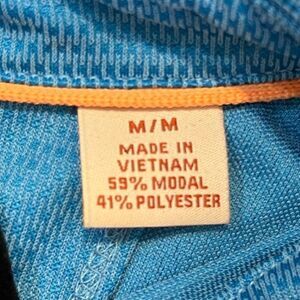 M/M
MADE IN
VIETNAM
59% MODAL
41% POLYESTER